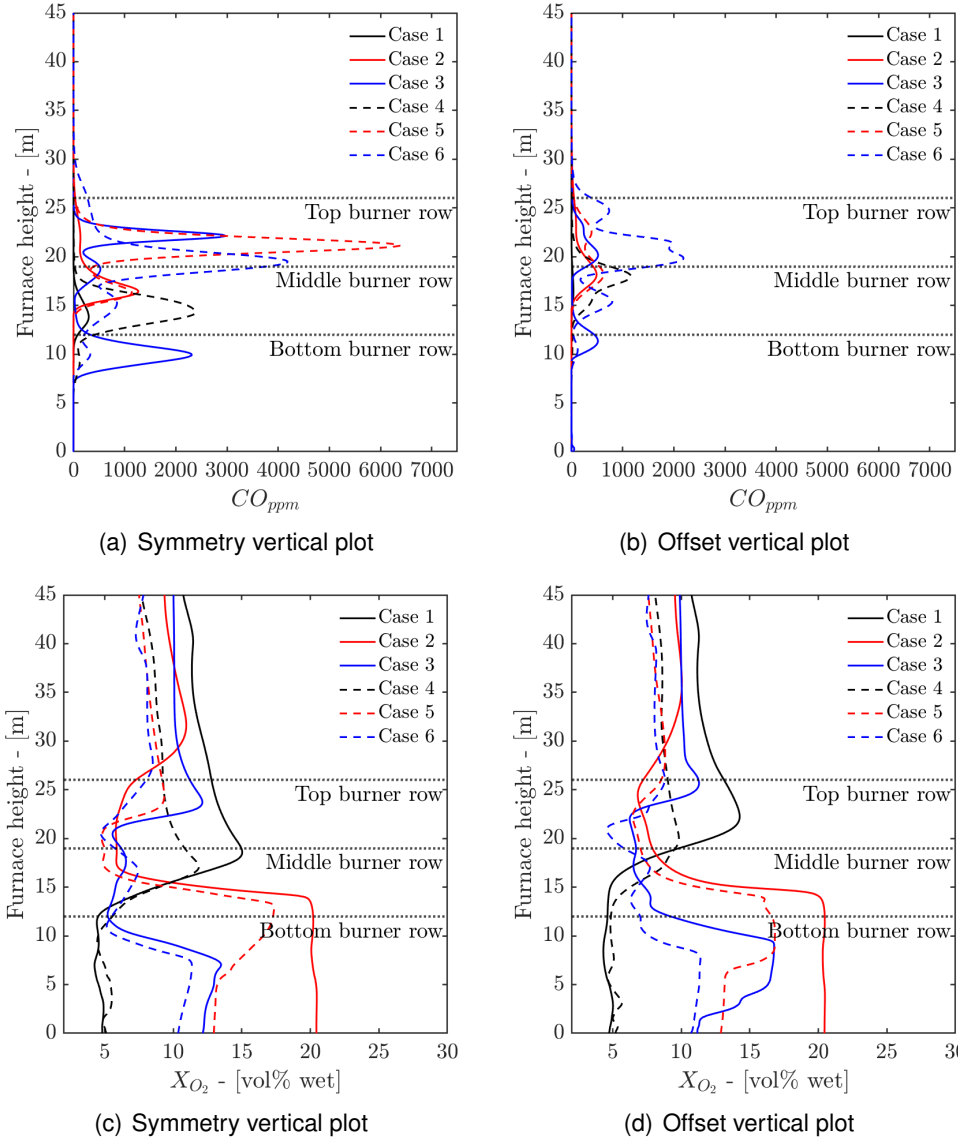 45
40
35
30
25
20
15
10
5
0
Furnace height - [m]
Case 1
Case 2
Case 3
Case 4
Case 5
Case 6
Top burner row
Middle burner row
Bottom burner row
0 1000 2000 3000 4000 5000 6000 7000
CO_ppm
(a) Symmetry vertical plot
45
40
35
30
25
20
15
10
5
0
Furnace height - [m]
Case 1
Case 2
Case 3
Case 4
Case 5
Case 6
Top burner row
Middle burner row
Bottom burner row
0 1000 2000 3000 4000 5000 6000 7000
CO_ppm
(b) Offset vertical plot
45
40
35
30
25
20
15
10
5
0
Furnace height - [m]
Case 1
Case 2
Case 3
Case 4
Case 5
Case 6
Top burner row
Middle burner row
Bottom burner row
5 10 15 20 25 30
X_O₂ - [vol% wet]
(c) Symmetry vertical plot
45
40
35
30
25
20
15
10
5
0
Furnace height - [m]
Case 1
Case 2
Case 3
Case 4
Case 5
Case 6
Top burner row
Middle burner row
Bottom burner row
5 10 15 20 25 30
X_O₂ - [vol% wet]
(d) Offset vertical plot